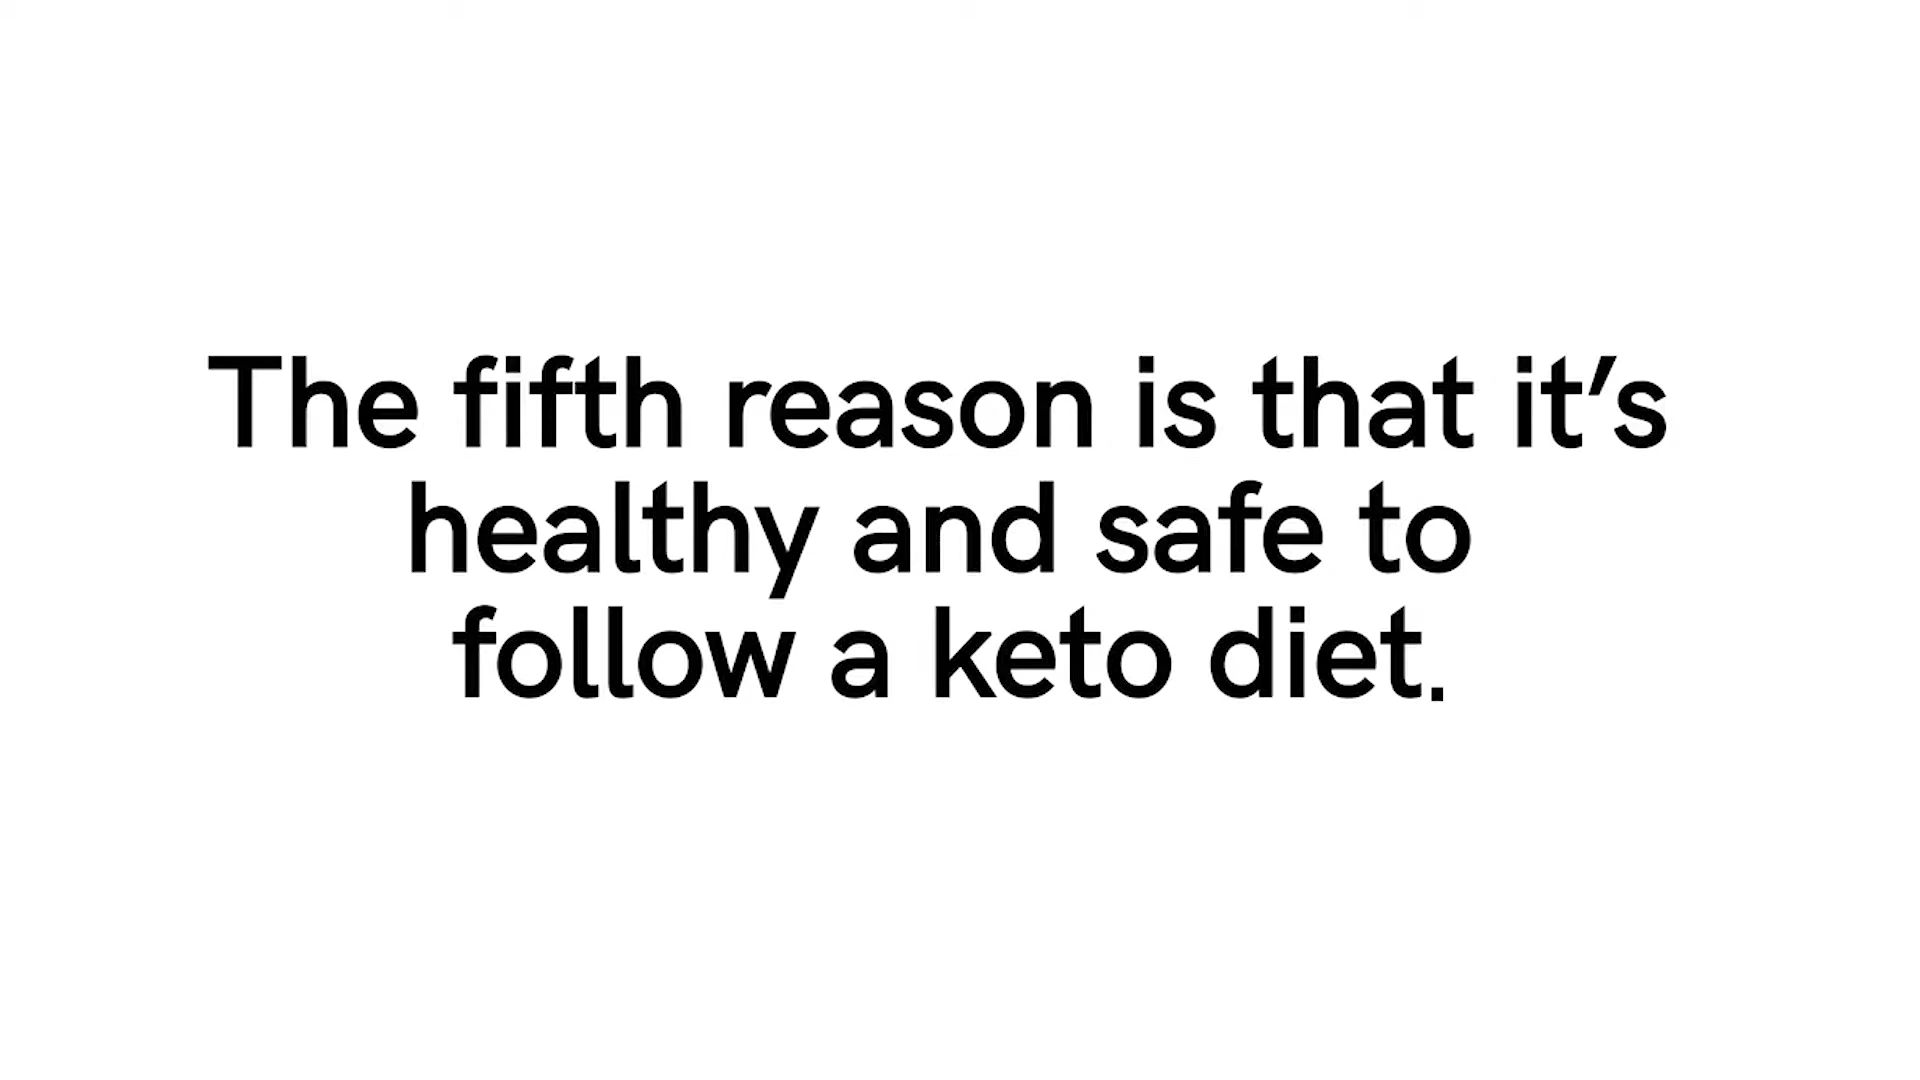 The fifth reason is that it’s
healthy and safe to
follow a keto diet.